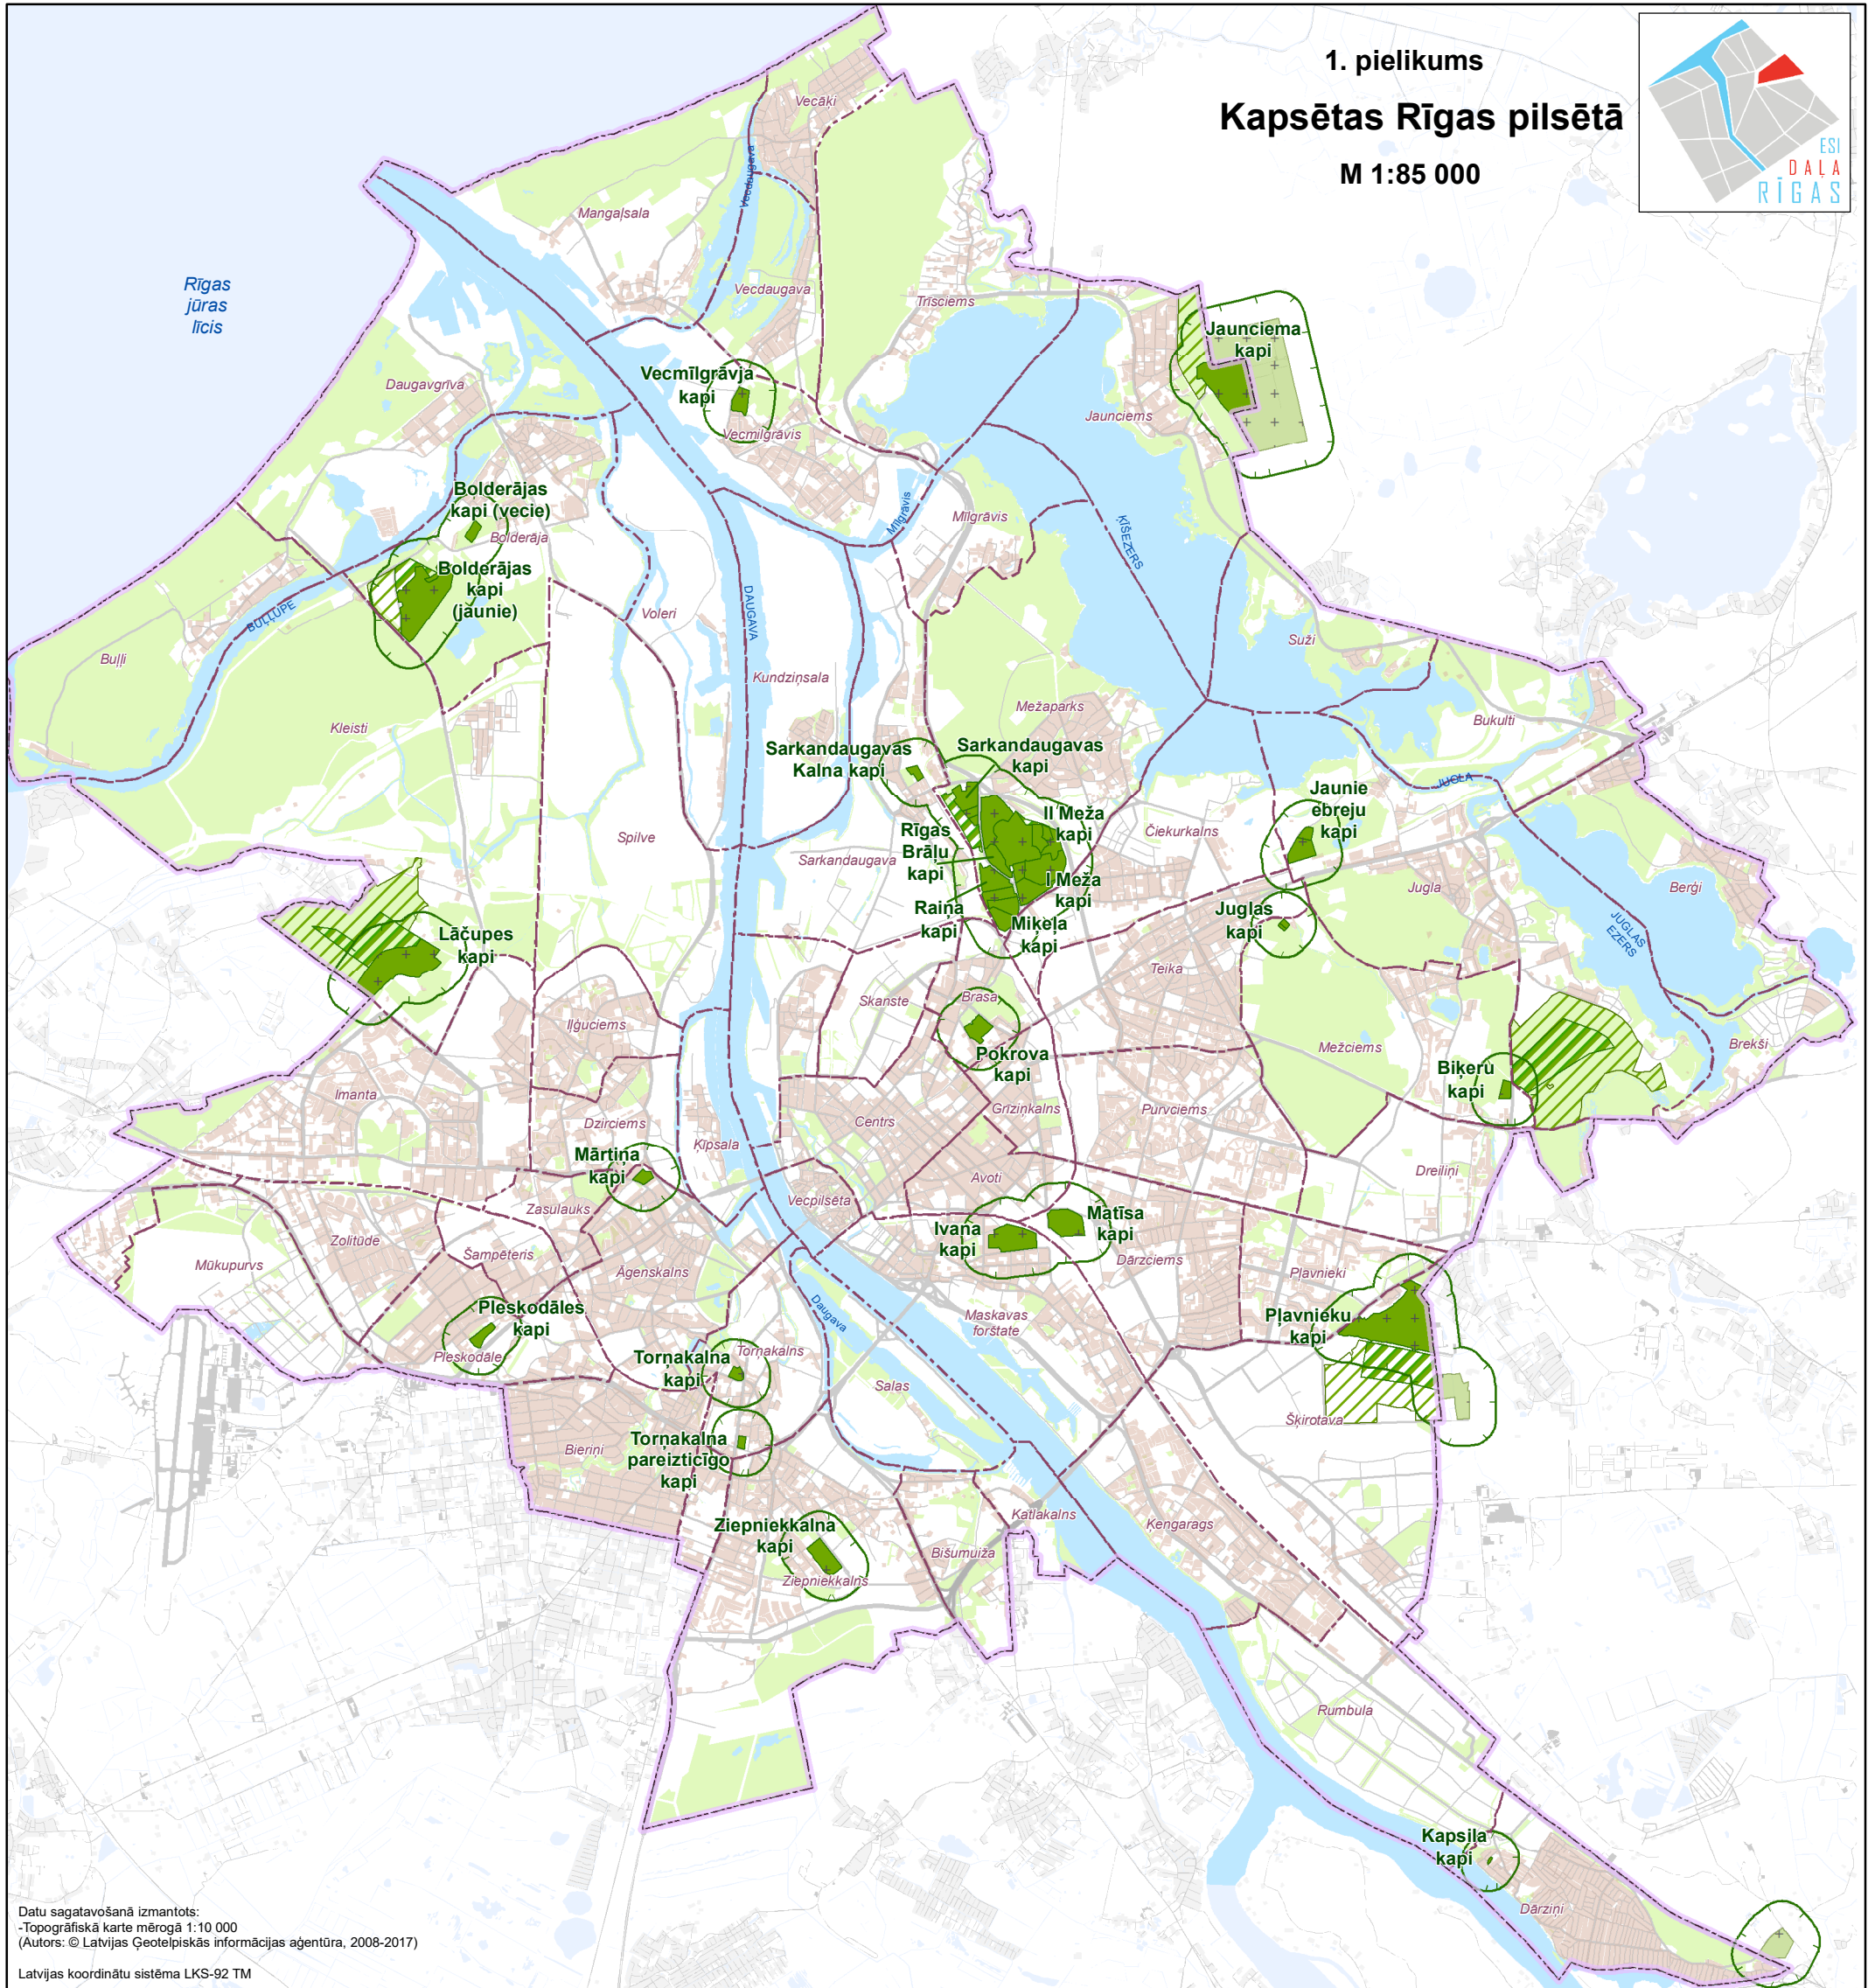 1. pielikums
Kapsētas Rīgas pilsētā
M 1:85 000
ESI
DAĻA
RĪGAS
Vecāķi
Vecdaugava
Mangaļsala
Rīgas
jūras
līcis
Vecdaugava
Trīsciems
Jaunciema
kapi
Vecmīlgrāvja
kapi
Daugavgrīva
Jaunciems
Vecmīlgrāvis
Bolderājas
kapi (vecie)
Mīlgrāvis
Mīlgrāvis
ĶĪŠEZERS
Bolderāja
Bolderājas
kapi
(jaunie)
DAUGAVA
BUĻĻUPE
Voleri
Suži
Buļļi
Kundziņsala
Mežaparks
Bukulti
Kleisti
Sarkandaugavas
Kalna kapi
Sarkandaugavas
kapi
JUGLA
Jaunie
ebreju
kapi
II Meža
kapi
Rīgas
Brāļu
kapi
Čiekurkalns
Spilve
Sarkandaugava
I Meža
kapi
Jugla
Berģi
Raiņa
kapi
Miķeļa
kapi
Juglas
kapi
JUGLAS
EZERS
Lāčupes
kapi
Teika
Skanste
Brasa
Iļģuciems
Pokrova
kapi
Mežciems
Brekši
Biķeru
kapi
Imanta
Dzirciems
Centrs
Grīziņkalns
Purvciems
Ķīpsala
Mārtiņa
kapi
Dreiliņi
Avoti
Vecpilsēta
Zasulauks
Matīsa
kapi
Ivana
kapi
Zolitūde
Šampēteris
Āgenskalns
Mūkupurvs
Dārzciems
Pļavnieki
Pleskodāles
kapi
Daugava
Maskavas
forštate
Pļavnieku
kapi
Pleskodāle
Torņakalna
kapi
Torņakalns
Salas
Šķirotava
Bieriņi
Torņakalna
pareizticīgo
kapi
Katlakalns
Ķengarags
Ziepniekkalna
kapi
Bišumuiža
Ziepniekkalns
Rumbula
Kapsila
kapi
Dārziņi
Datu sagatavošanā izmantots:
-Topogrāfiskā karte mērogā 1:10 000
(Autors: © Latvijas Ģeotelpiskās informācijas aģentūra, 2008-2017)
Latvijas koordinātu sistēma LKS-92 TM